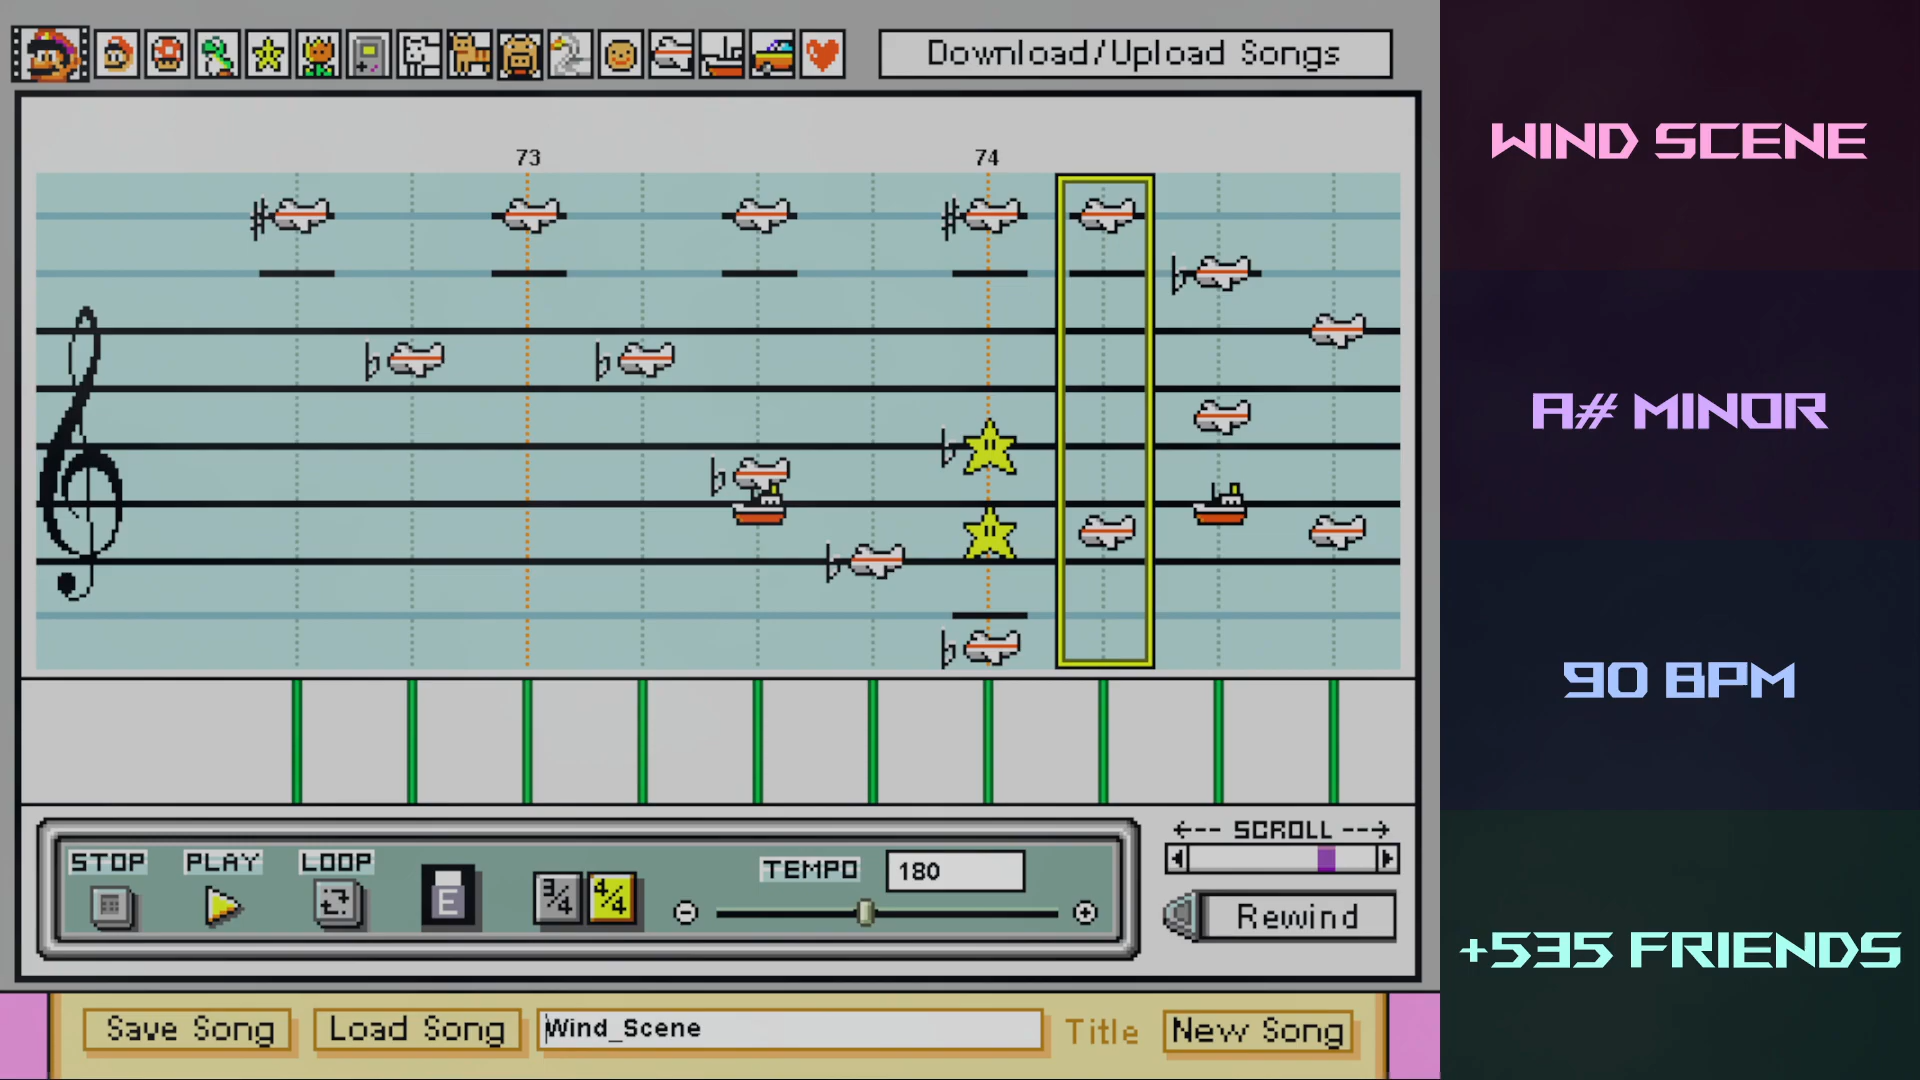 Download/Upload Songs
73
74
WIND SCENE
A# MINOR
90 BPM
+535 FRIENDS
STOP
PLAY
LOOP
E
3/4
4/4
TEMPO
180
<--- SCROLL --->
Rewind
Save Song
Load Song
Wind_Scene
Title
New Song